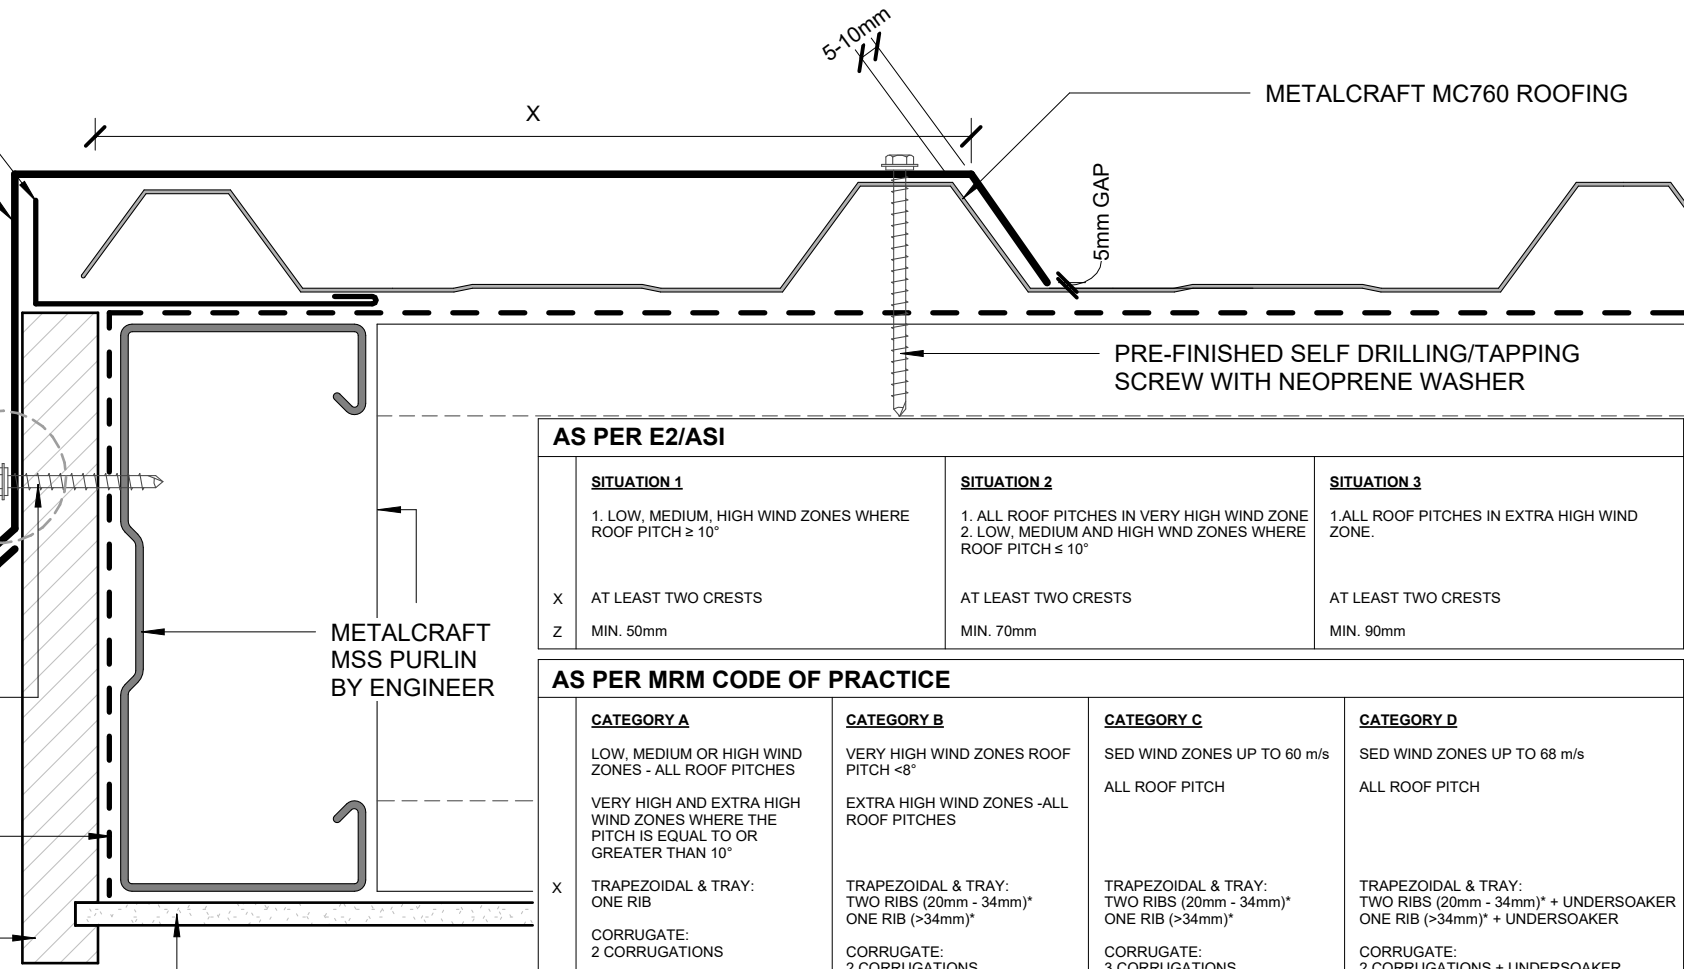 5-10mm
X
METALCRAFT MC760 ROOFING
5mm GAP
PRE-FINISHED SELF DRILLING/TAPPING
SCREW WITH NEOPRENE WASHER
METALCRAFT
MSS PURLIN
BY ENGINEER
AS PER E2/ASI
SITUATION 1
1. LOW, MEDIUM, HIGH WIND ZONES WHERE
ROOF PITCH ≥ 10°
SITUATION 2
1. ALL ROOF PITCHES IN VERY HIGH WIND ZONE
2. LOW, MEDIUM AND HIGH WND ZONES WHERE
ROOF PITCH ≤ 10°
SITUATION 3
1.ALL ROOF PITCHES IN EXTRA HIGH WIND
ZONE.
X AT LEAST TWO CRESTS AT LEAST TWO CRESTS AT LEAST TWO CRESTS
Z MIN. 50mm MIN. 70mm MIN. 90mm
AS PER MRM CODE OF PRACTICE
CATEGORY A
LOW, MEDIUM OR HIGH WIND
ZONES - ALL ROOF PITCHES
VERY HIGH AND EXTRA HIGH
WIND ZONES WHERE THE
PITCH IS EQUAL TO OR
GREATER THAN 10°
CATEGORY B
VERY HIGH WIND ZONES ROOF
PITCH <8°
EXTRA HIGH WIND ZONES -ALL
ROOF PITCHES
CATEGORY C
SED WIND ZONES UP TO 60 m/s
ALL ROOF PITCH
CATEGORY D
SED WIND ZONES UP TO 68 m/s
ALL ROOF PITCH
X
TRAPEZOIDAL & TRAY:
ONE RIB
CORRUGATE:
2 CORRUGATIONS
TRAPEZOIDAL & TRAY:
TWO RIBS (20mm - 34mm)*
ONE RIB (>34mm)*
CORRUGATE:
2 CORRUGATIONS
TRAPEZOIDAL & TRAY:
TWO RIBS (20mm - 34mm)*
ONE RIB (>34mm)*
CORRUGATE:
3 CORRUGATIONS
TRAPEZOIDAL & TRAY:
TWO RIBS (20mm - 34mm)* + UNDERSOAKER
ONE RIB (>34mm)* + UNDERSOAKER
CORRUGATE:
2 CORRUGATIONS + UNDERSOAKER